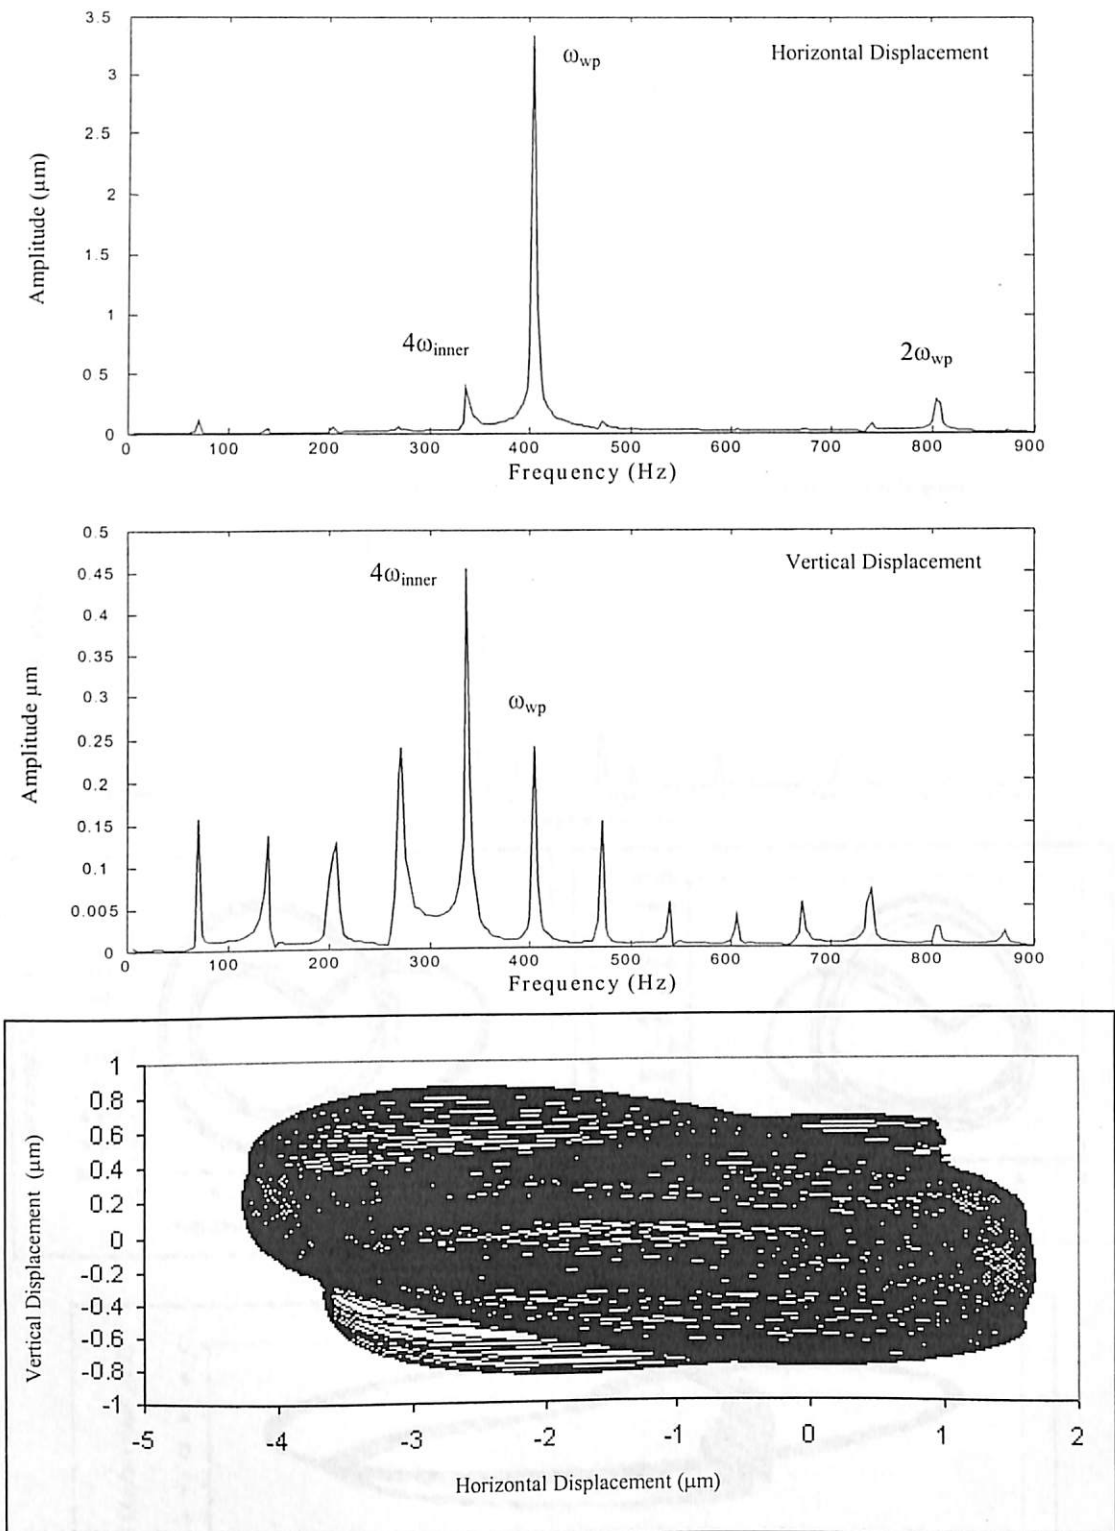 3.5
ω_wp
Horizontal Displacement
3
2.5
2
1.5
1
4ω_inner
2ω_wp
0 5
0
0 100 200 300 400 500 600 700 800 900
Amplitude (μm)
Frequency (Hz)
0.5
4ω_inner
Vertical Displacement
0.45
0.4
0.35
0.3
ω_wp
0.25
0.2
0.15
0.1
0.005
0
0 100 200 300 400 500 600 700 800 900
Amplitude μm
Frequency (Hz)
1
0.8
0.6
0.4
0.2
0
-0.2
-0.4
-0.6
-0.8
-1
-5 -4 -3 -2 -1 0 1 2
Vertical Displacement (μm)
Horizontal Displacement (μm)